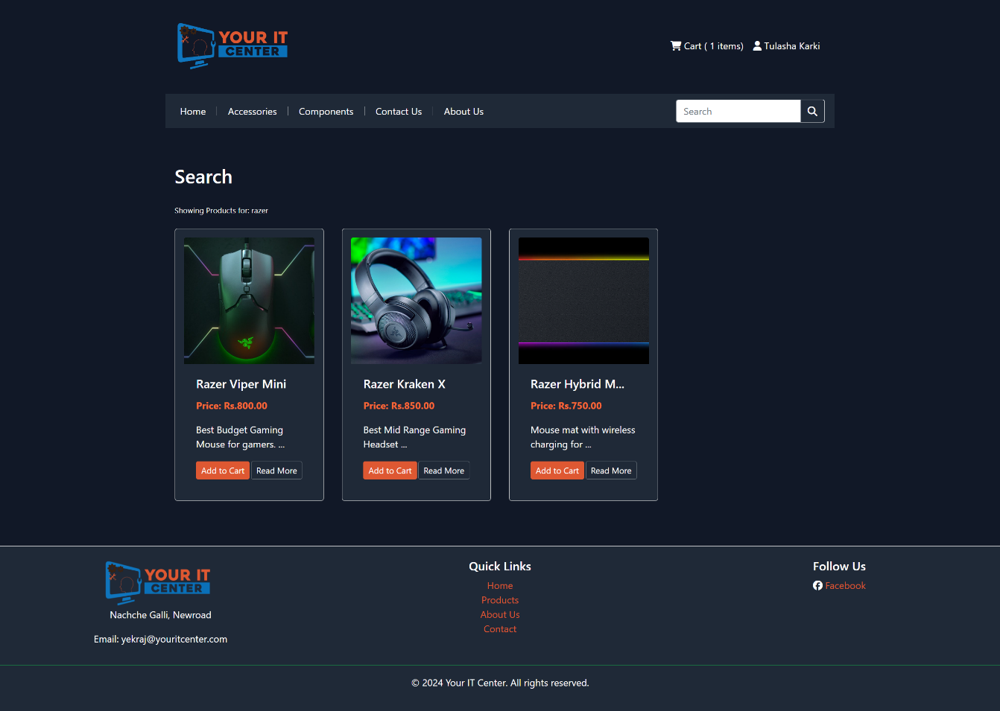 YOUR IT
CENTER
Cart ( 1 items)
Tulasha Karki
Home
Accessories
Components
Contact Us
About Us
Search
Search
Showing Products for: razer
Razer Viper Mini
Price: Rs.800.00
Best Budget Gaming
Mouse for gamers. ...
Add to Cart
Read More
Razer Kraken X
Price: Rs.850.00
Best Mid Range Gaming
Headset ...
Add to Cart
Read More
Razer Hybrid M...
Price: Rs.750.00
Mouse mat with wireless
charging for ...
Add to Cart
Read More
YOUR IT
CENTER
Nachche Galli, Newroad
Email: yekraj@youritcenter.com
Quick Links
Home
Products
About Us
Contact
Follow Us
Facebook
© 2024 Your IT Center. All rights reserved.